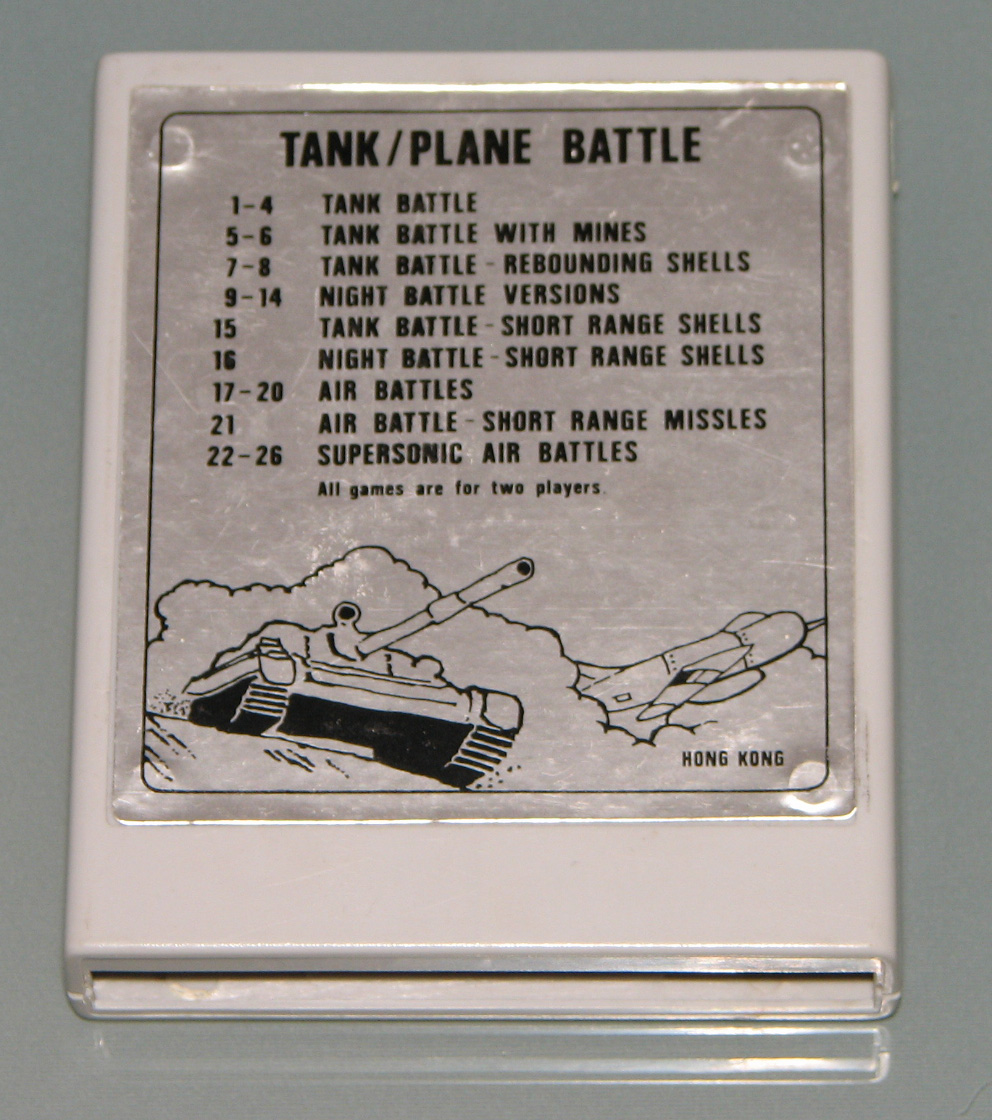 TANK/PLANE BATTLE
1-4 TANK BATTLE
5-6 TANK BATTLE WITH MINES
7-8 TANK BATTLE - REBOUNDING SHELLS
9-14 NIGHT BATTLE VERSIONS
15 TANK BATTLE - SHORT RANGE SHELLS
16 NIGHT BATTLE - SHORT RANGE SHELLS
17-20 AIR BATTLES
21 AIR BATTLE - SHORT RANGE MISSLES
22-26 SUPERSONIC AIR BATTLES
All games are for two players.
HONG KONG